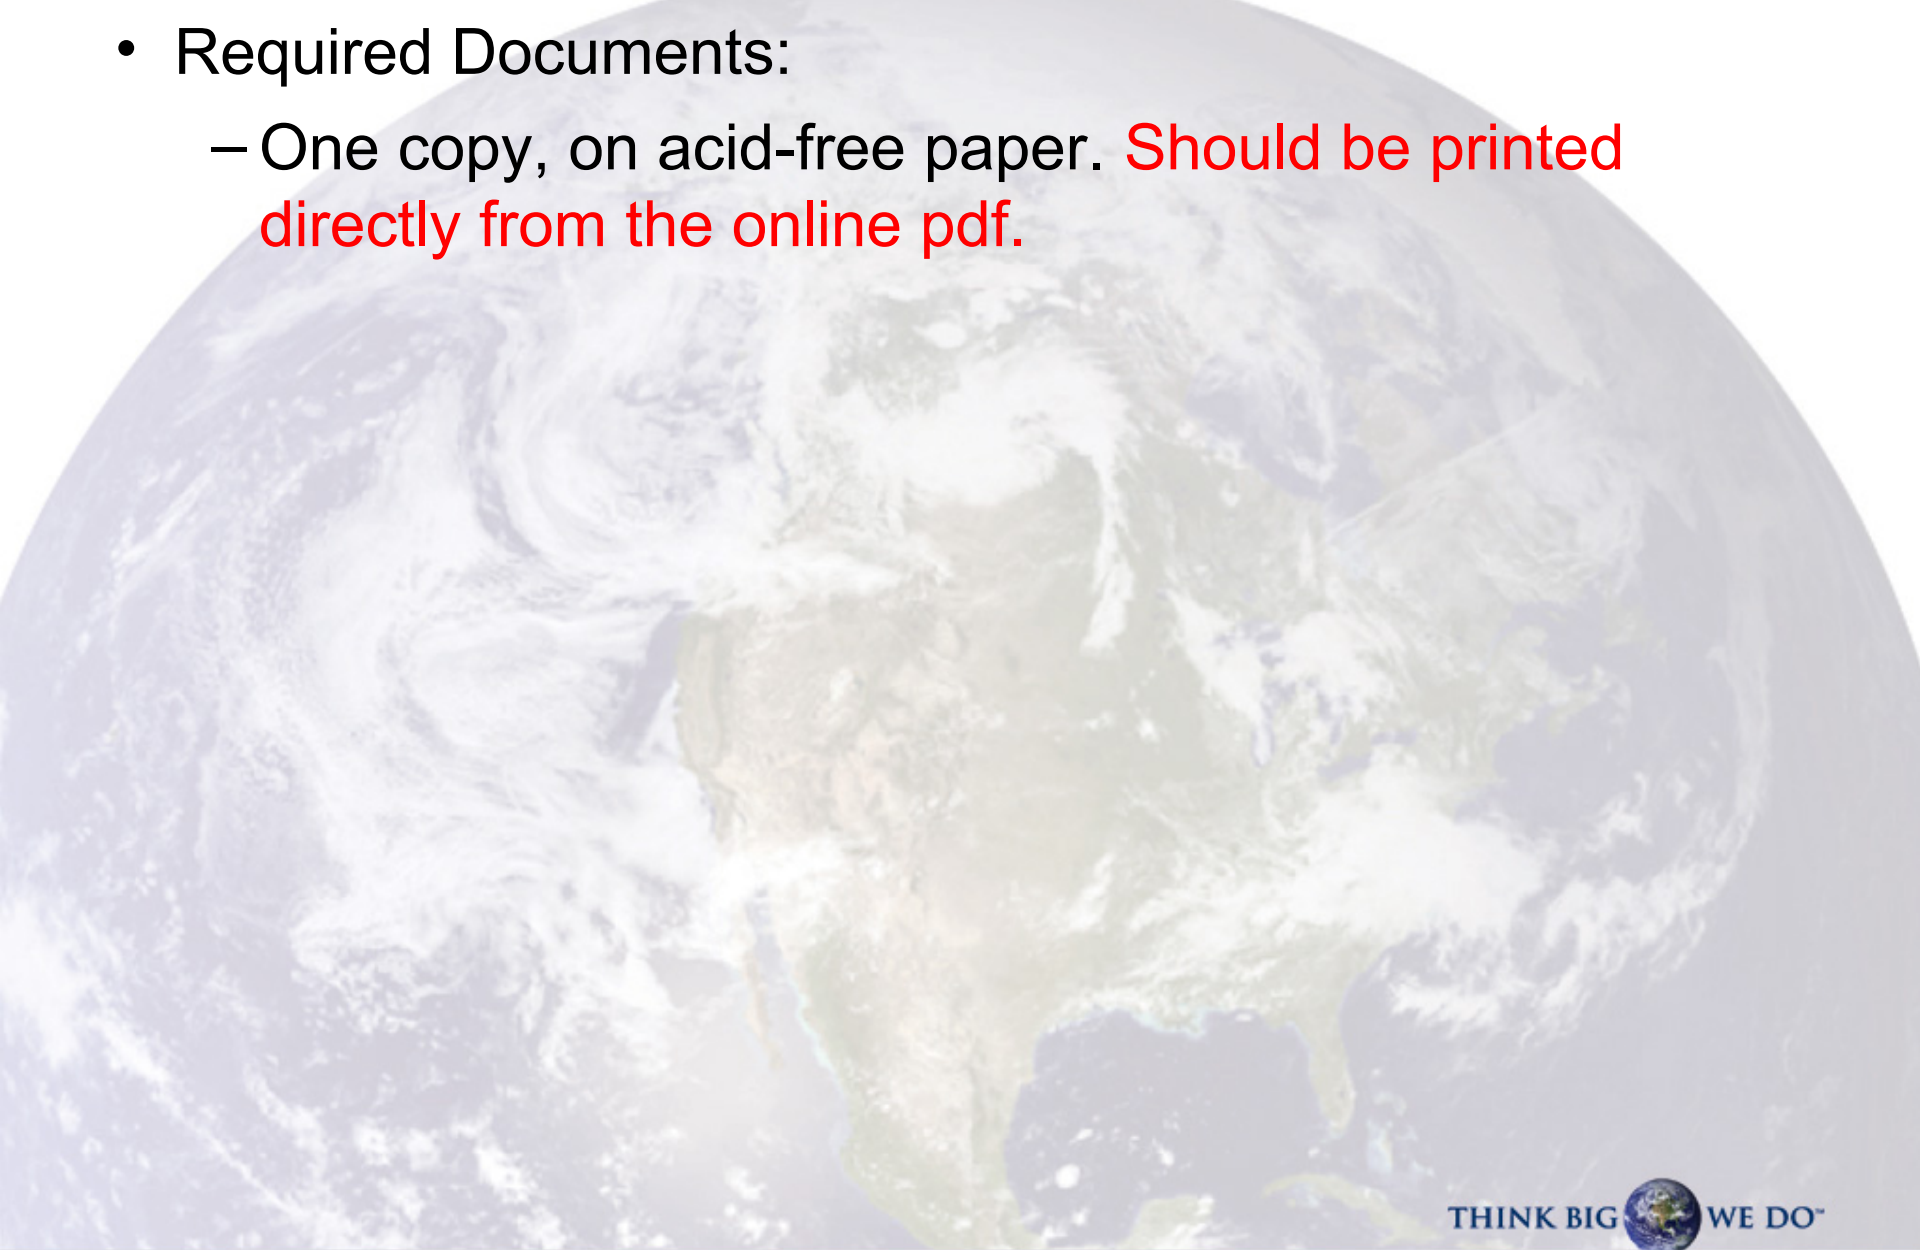 • Required Documents:
– One copy, on acid-free paper. Should be printed
directly from the online pdf.
THINK BIG WE DO™